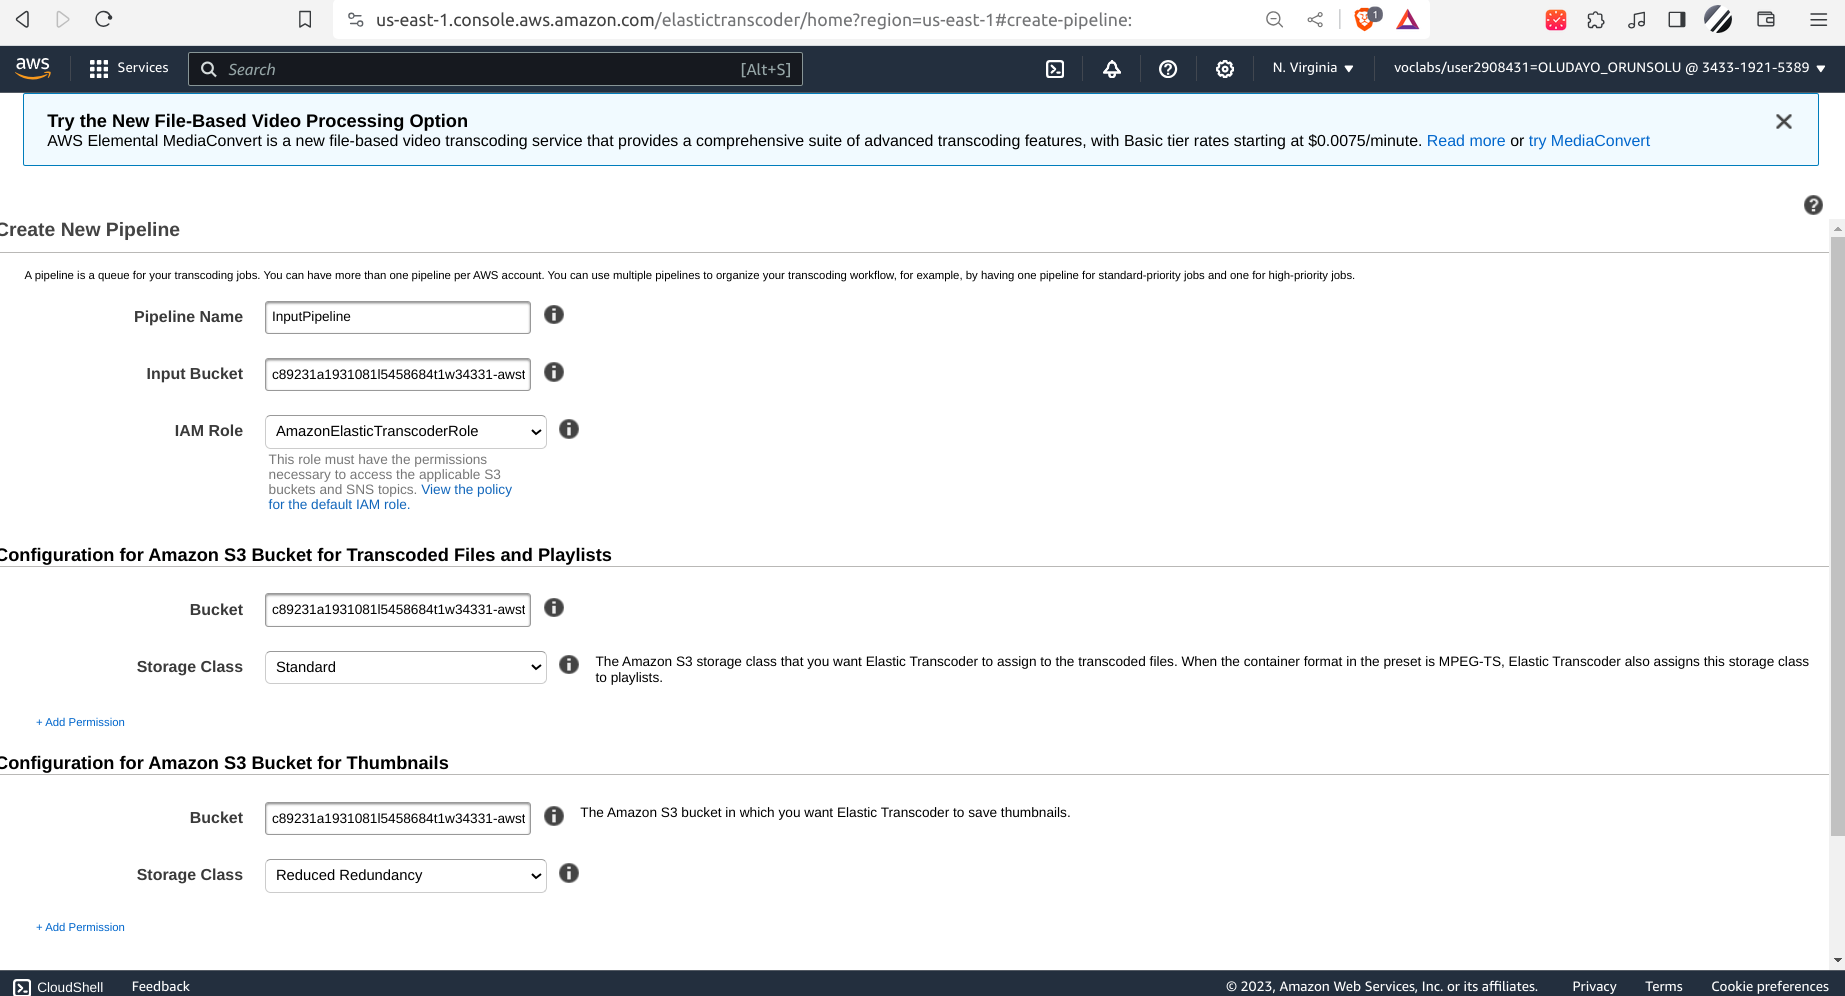 us-east-1.console.aws.amazon.com/elastictranscoder/home?region=us-east-1#create-pipeline:
1
aws
Services
Search
[Alt+S]
N. Virginia
voclabs/user2908431=OLUDAYO_ORUNSOLU @ 3433-1921-5389
Try the New File-Based Video Processing Option
AWS Elemental MediaConvert is a new file-based video transcoding service that provides a comprehensive suite of advanced transcoding features, with Basic tier rates starting at $0.0075/minute. Read more or try MediaConvert
Create New Pipeline
A pipeline is a queue for your transcoding jobs. You can have more than one pipeline per AWS account. You can use multiple pipelines to organize your transcoding workflow, for example, by having one pipeline for standard-priority jobs and one for high-priority jobs.
Pipeline Name
InputPipeline
Input Bucket
c89231a1931081l5458684t1w34331-awst
IAM Role
AmazonElasticTranscoderRole
This role must have the permissions
necessary to access the applicable S3
buckets and SNS topics. View the policy
for the default IAM role.
Configuration for Amazon S3 Bucket for Transcoded Files and Playlists
Bucket
c89231a1931081l5458684t1w34331-awst
Storage Class
Standard
The Amazon S3 storage class that you want Elastic Transcoder to assign to the transcoded files. When the container format in the preset is MPEG-TS, Elastic Transcoder also assigns this storage class
to playlists.
+ Add Permission
Configuration for Amazon S3 Bucket for Thumbnails
Bucket
c89231a1931081l5458684t1w34331-awst
The Amazon S3 bucket in which you want Elastic Transcoder to save thumbnails.
Storage Class
Reduced Redundancy
+ Add Permission
CloudShell
Feedback
© 2023, Amazon Web Services, Inc. or its affiliates.
Privacy
Terms
Cookie preferences